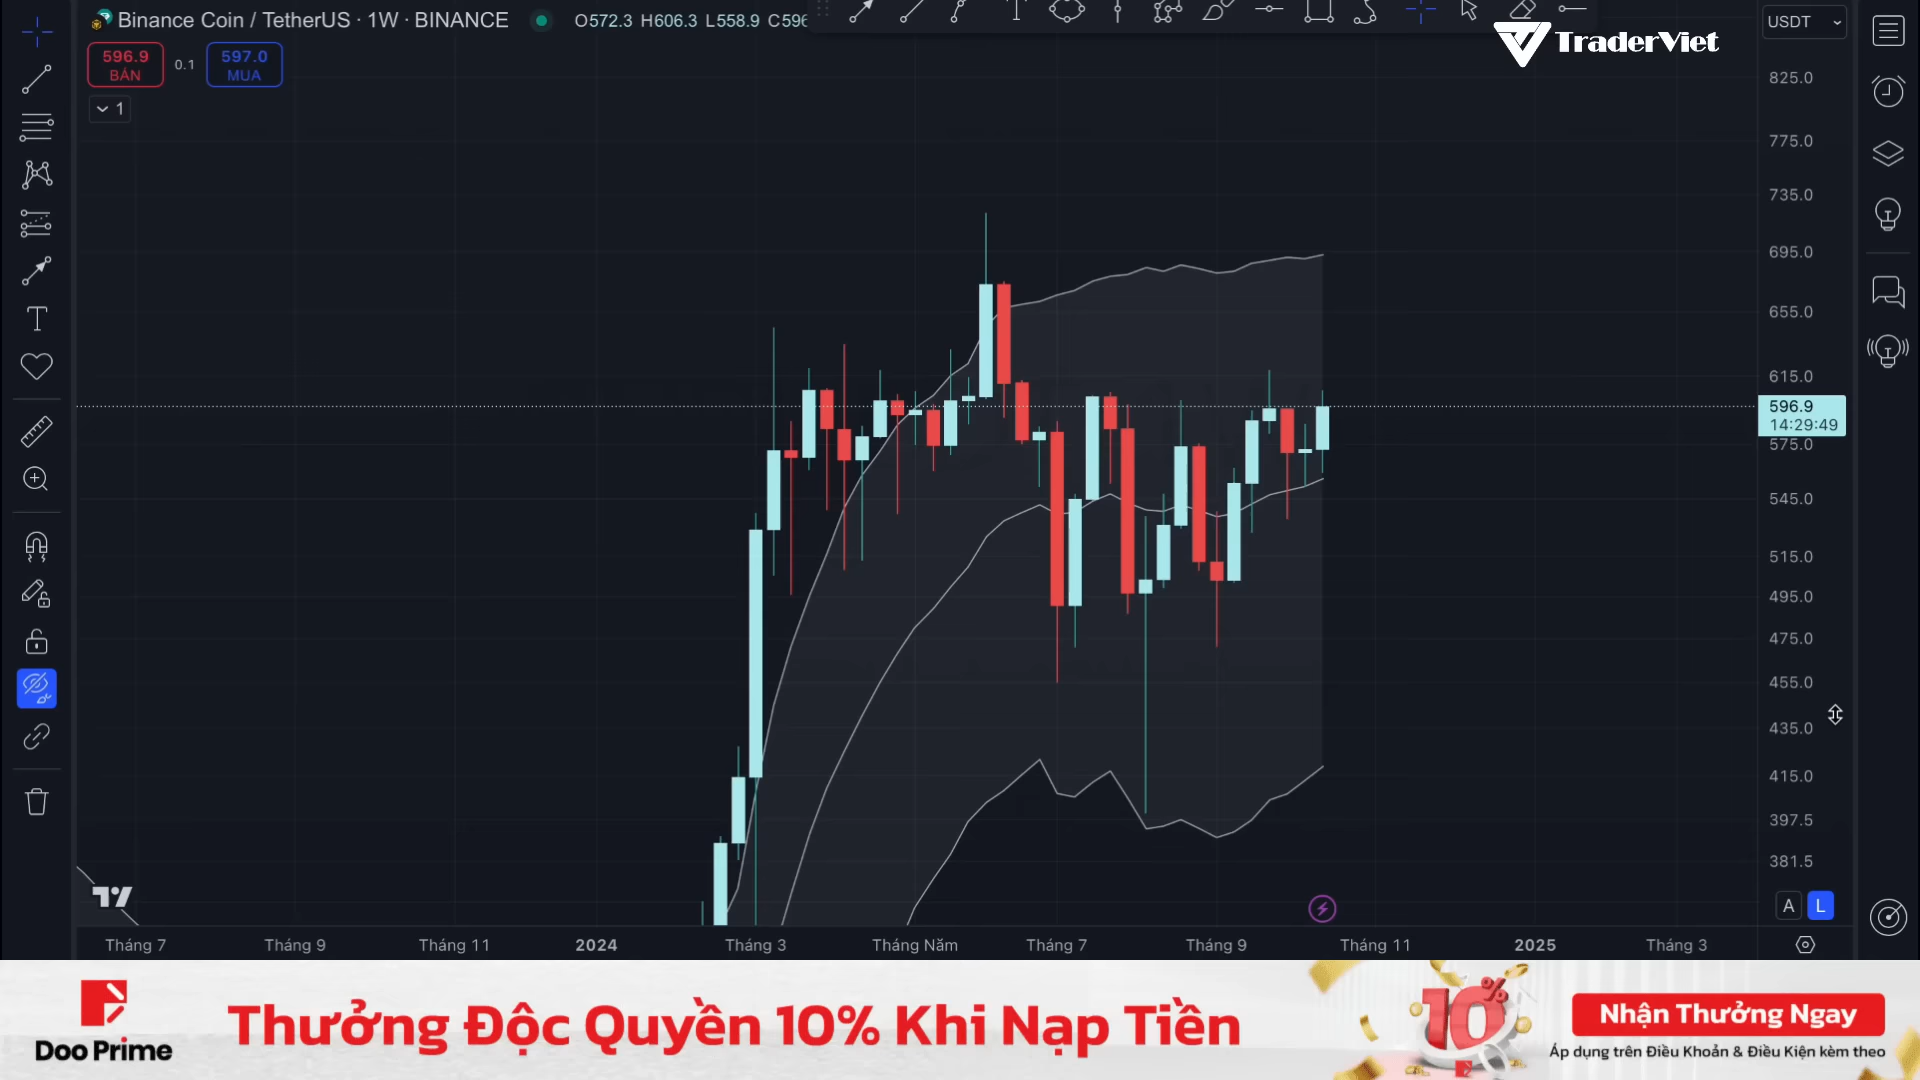 Binance Coin / TetherUS · 1W · BINANCE
O572.3 H606.3 L558.9 C596
USDT
TraderViet
596.9
BÁN
0.1
597.0
MUA
1
825.0
775.0
735.0
695.0
655.0
615.0
596.9
14:29:49
575.0
545.0
515.0
495.0
475.0
455.0
435.0
415.0
397.5
381.5
A
L
Tháng 7
Tháng 9
Tháng 11
2024
Tháng 3
Tháng Năm
Tháng 7
Tháng 9
Tháng 11
2025
Tháng 3
Doo Prime
Thưởng Độc Quyền 10% Khi Nạp Tiền
10%
Nhận Thưởng Ngay
Áp dụng trên Điều Khoản & Điều Kiện kèm theo